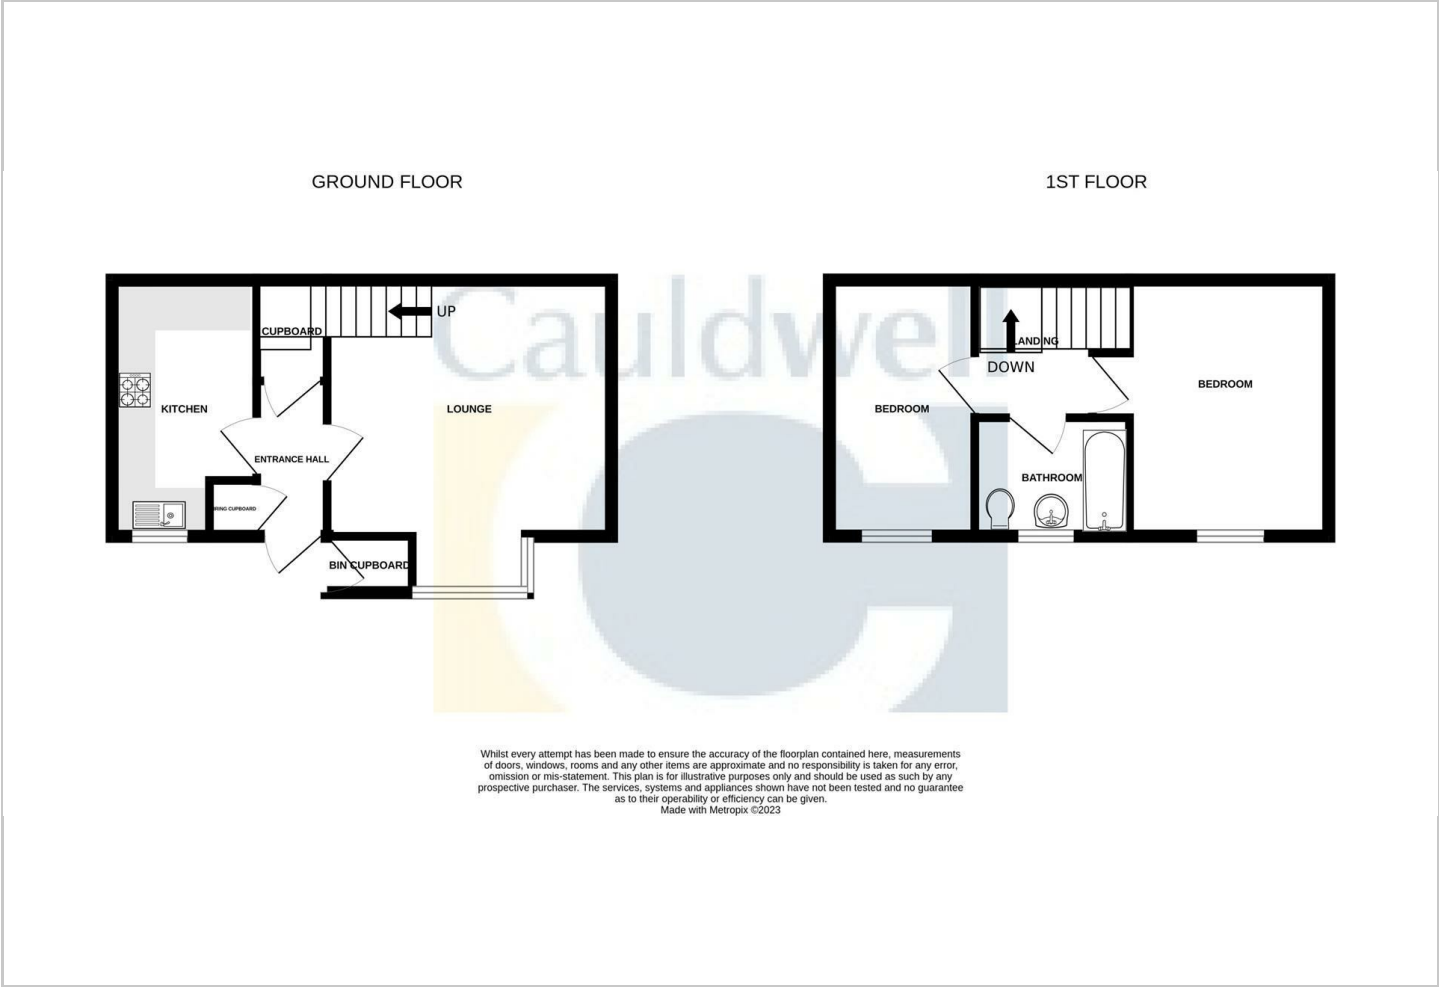 GROUND FLOOR
1ST FLOOR
Cauldwell
UP
CUPBOARD
LANDING
DOWN
BEDROOM
KITCHEN
LOUNGE
BEDROOM
ENTRANCE HALL
BATHROOM
IRING CUPBOARD
BIN CUPBOARD
Whilst every attempt has been made to ensure the accuracy of the floorplan contained here, measurements
of doors, windows, rooms and any other items are approximate and no responsibility is taken for any error,
omission or mis-statement. This plan is for illustrative purposes only and should be used as such by any
prospective purchaser. The services, systems and appliances shown have not been tested and no guarantee
as to their operability or efficiency can be given.
Made with Metropix ©2023